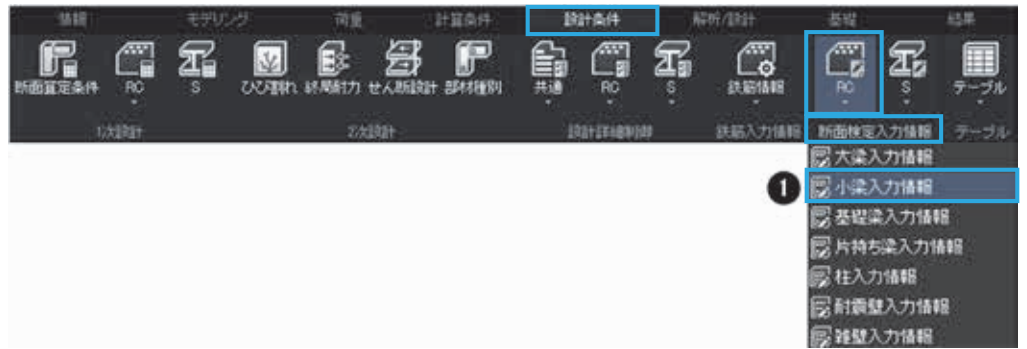 情報 モデリング 荷重 計算条件 設計条件 解析/設計 基礎 結果
断面算定条件 RC S ひび割れ 終局耐力 せん断設計 部材種別 共通 RC S 鉄筋情報 RC S テーブル
1次設計 2次設計 設計詳細制御 鉄筋入力情報 断面検定入力情報 テーブル
大梁入力情報
1 小梁入力情報
基礎梁入力情報
片持ち梁入力情報
柱入力情報
耐震壁入力情報
雑壁入力情報